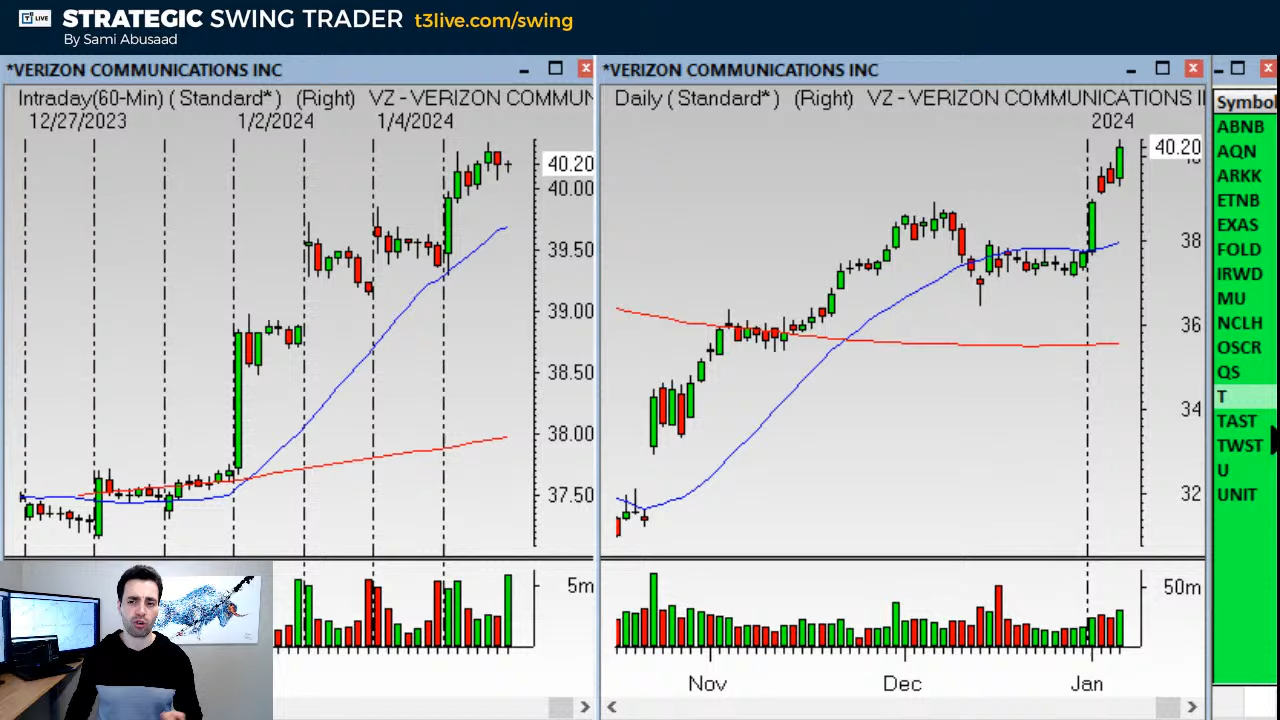 LIVE STRATEGIC SWING TRADER t3live.com/swing
By Sami Abusaad
*VERIZON COMMUNICATIONS INC
Intraday(60-Min) ( Standard* ) (Right) VZ - VERIZON COMMUN
12/27/2023 1/2/2024 1/4/2024
40.20
40.00
39.50
39.00
38.50
38.00
37.50
5m
*VERIZON COMMUNICATIONS INC
Daily ( Standard* ) (Right) VZ - VERIZON COMMUNICATIONS I
2024
40.20
38
36
34
32
50m
Nov Dec Jan
Symbol
ABNB
AQN
ARKK
ETNB
EXAS
FOLD
IRWD
MU
NCLH
OSCR
QS
T
TAST
TWST
U
UNIT